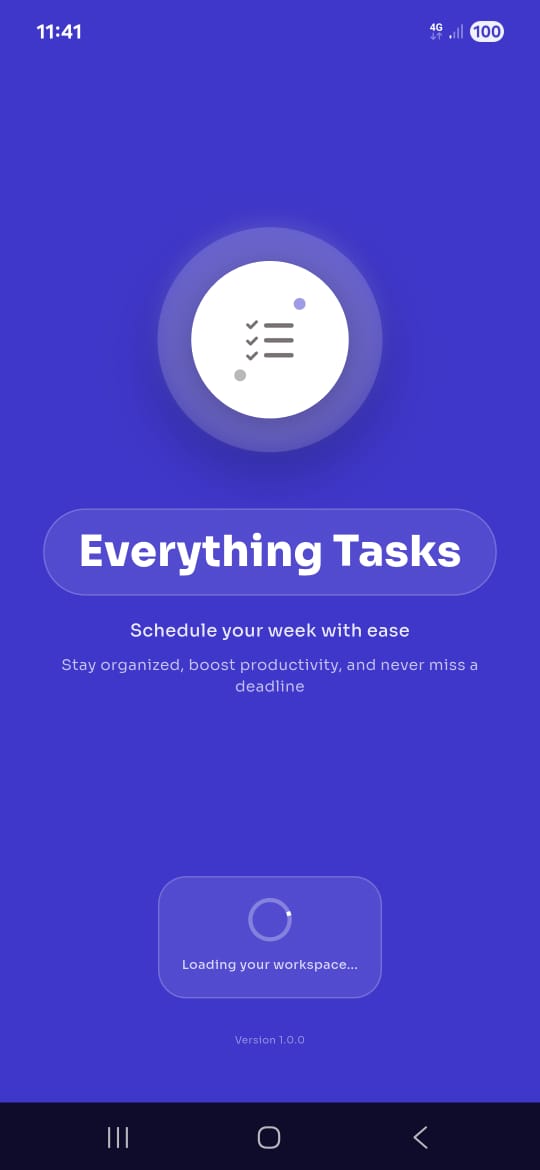 11:41
4G
100
Everything Tasks
Schedule your week with ease
Stay organized, boost productivity, and never miss a
deadline
Loading your workspace...
Version 1.0.0